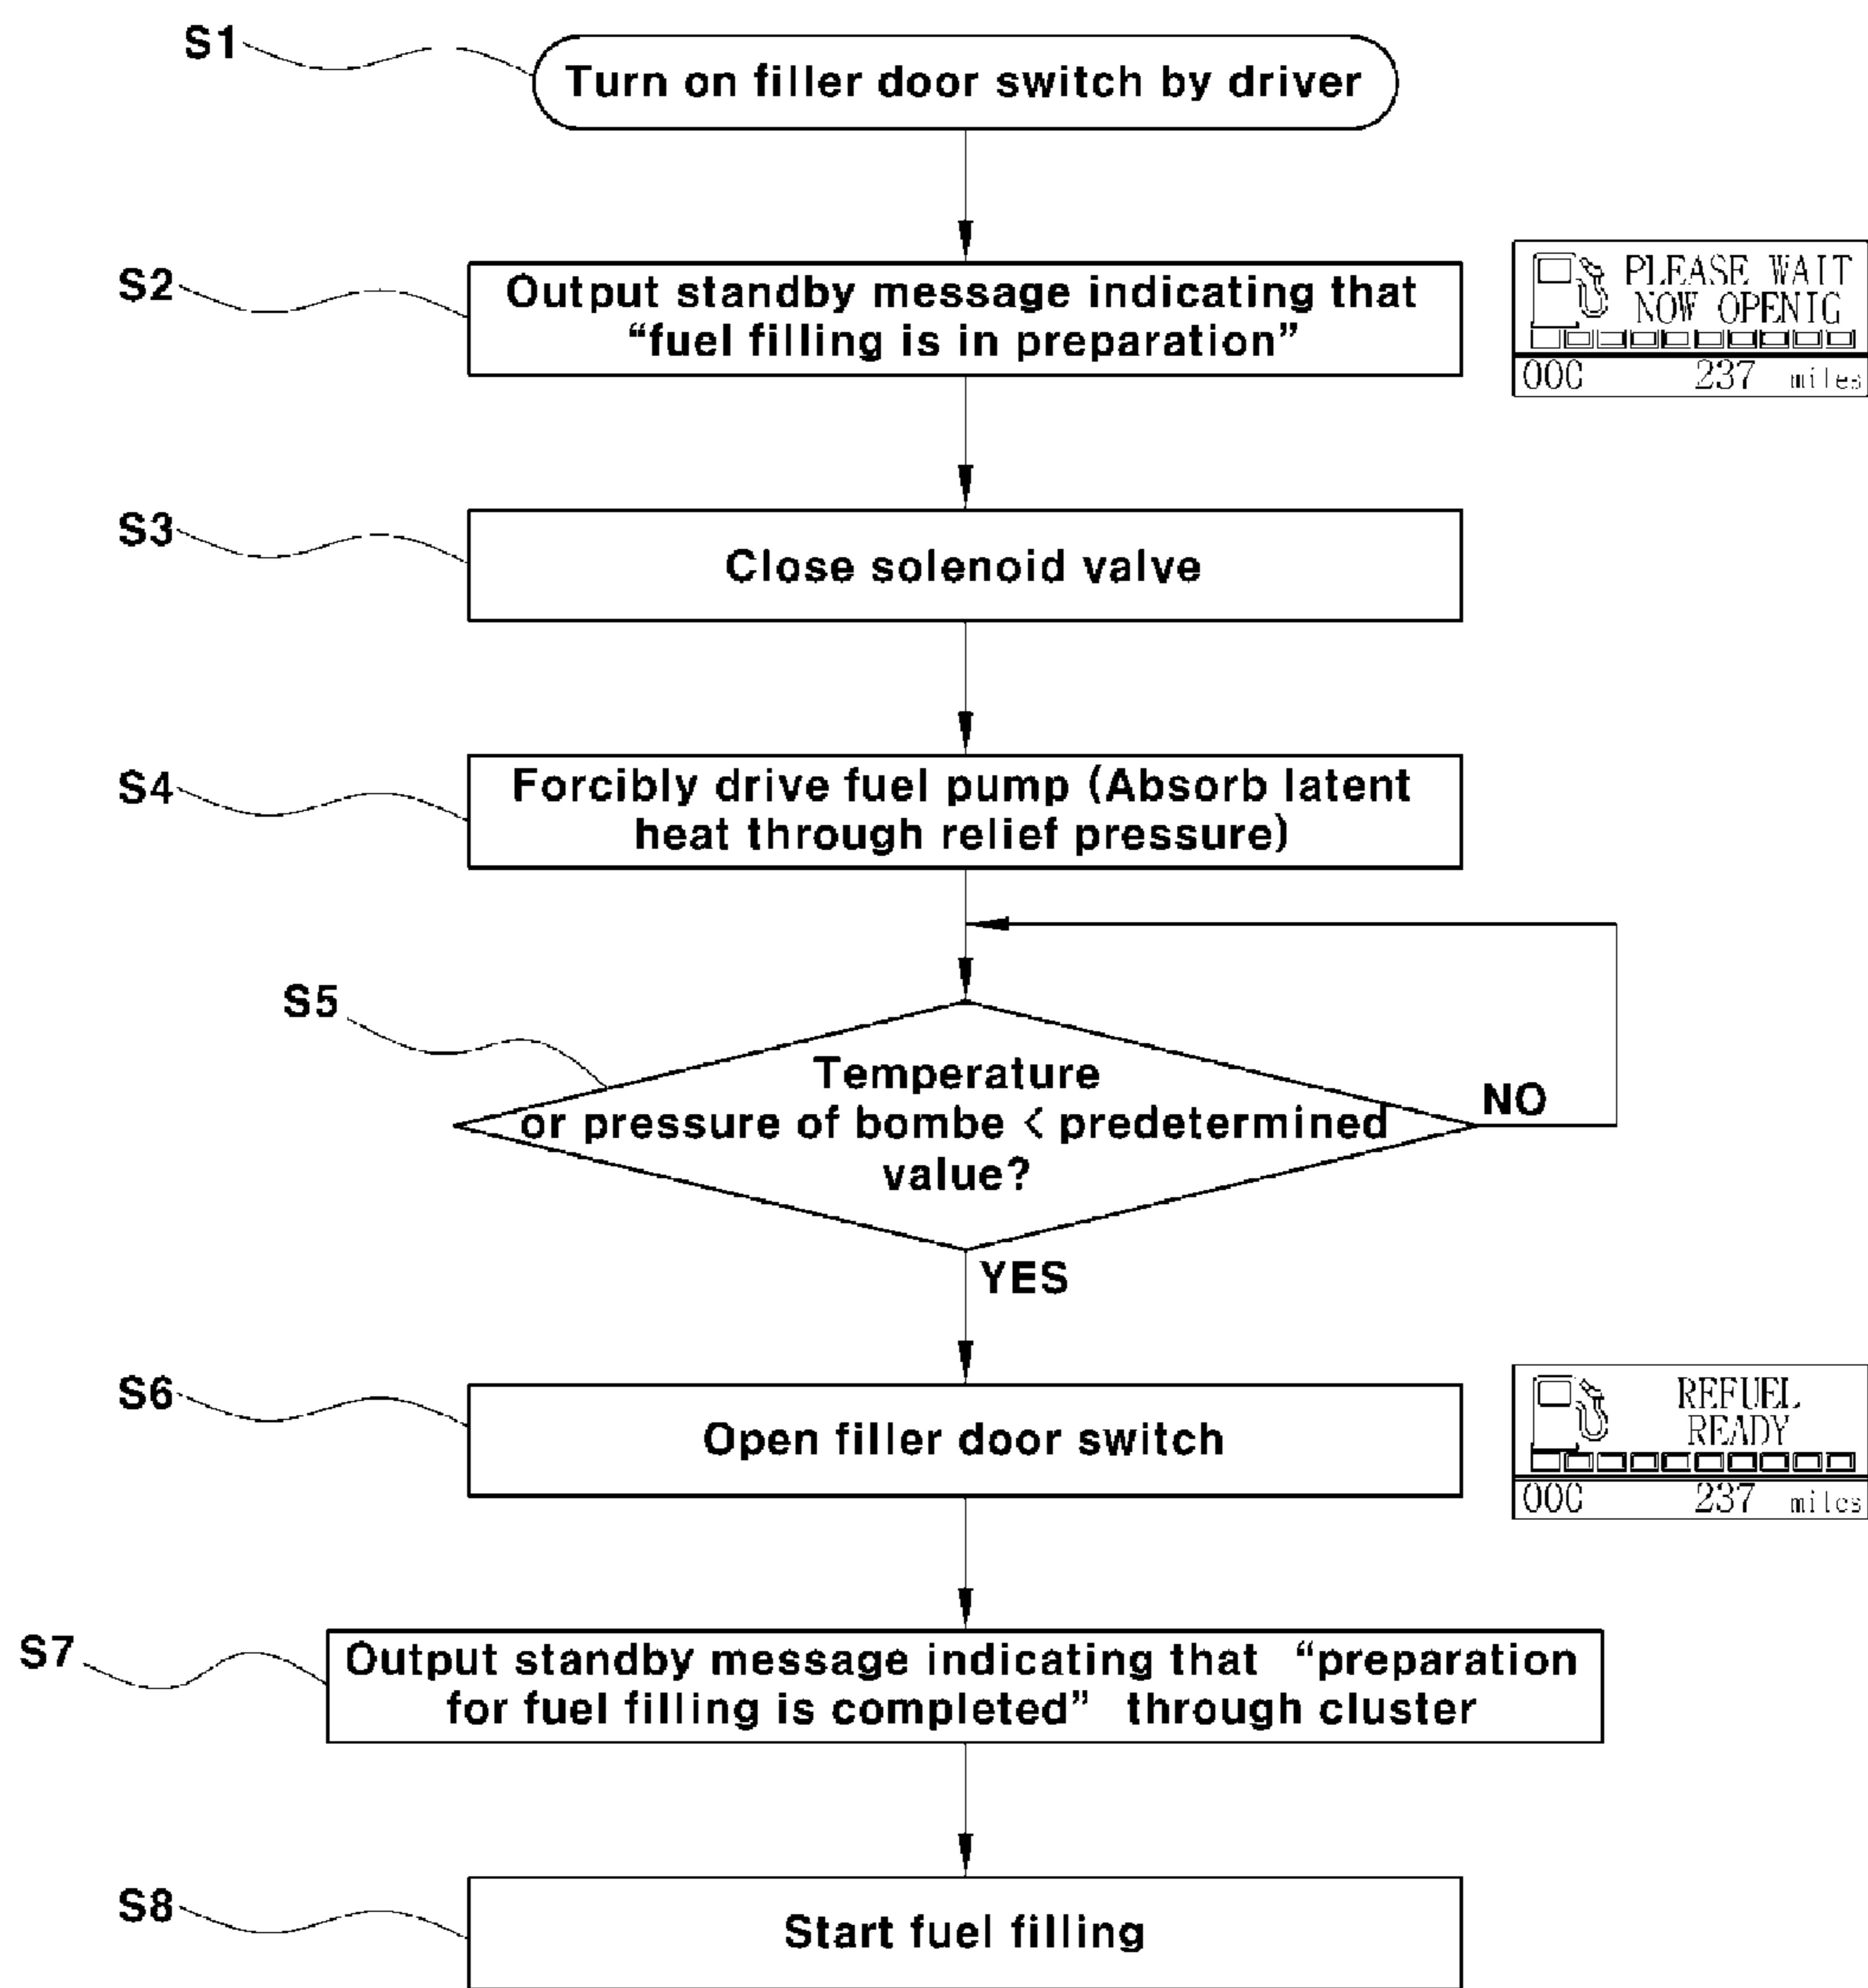 S1
Turn on filler door switch by driver
S2
Output standby message indicating that
“fuel filling is in preparation”
PLEASE WAIT
NOW OPENIG
000 237 miles
S3
Close solenoid valve
S4
Forcibly drive fuel pump (Absorb latent
heat through relief pressure)
S5
Temperature
or pressure of bombe < predetermined
value?
NO
YES
S6
Open filler door switch
REFUEL
READY
000 237 miles
S7
Output standby message indicating that “preparation
for fuel filling is completed” through cluster
S8
Start fuel filling